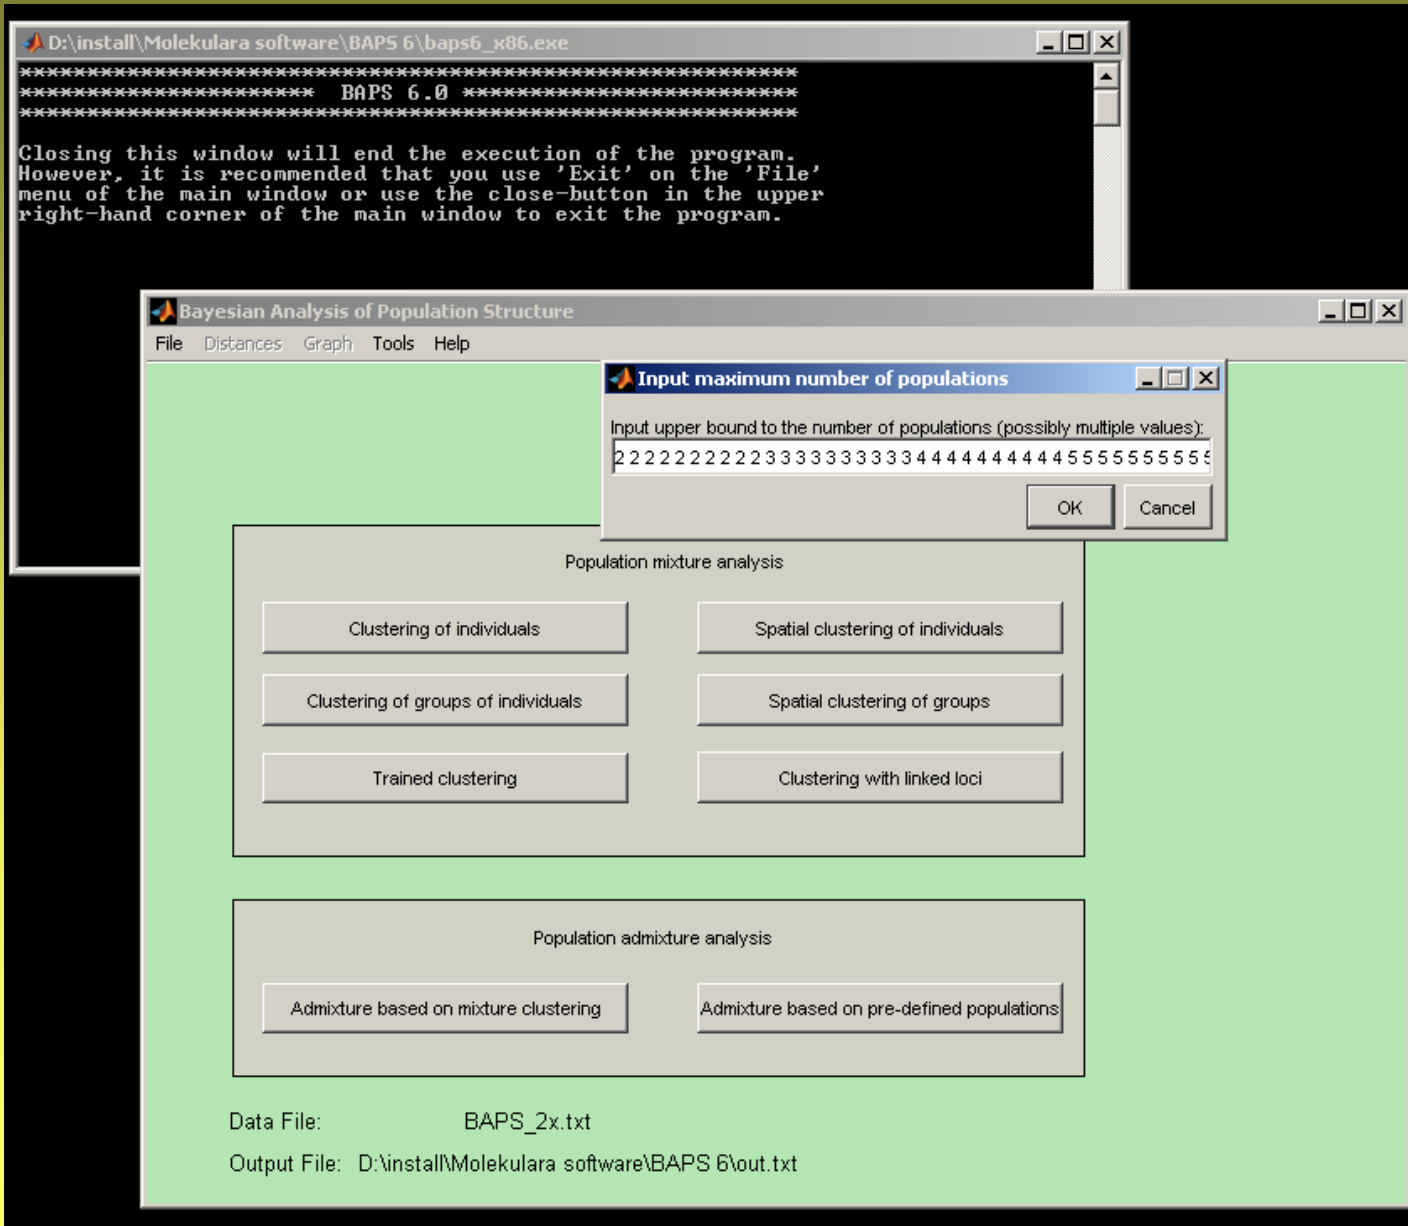 D:\install\Molekulara software\BAPS 6\baps6_x86.exe
**********************************************************
**********************  BAPS 6.0 *************************
**********************************************************
Closing this window will end the execution of the program.
However, it is recommended that you use 'Exit' on the 'File'
menu of the main window or use the close-button in the upper
right-hand corner of the main window to exit the program.
Bayesian Analysis of Population Structure
File Distances Graph Tools Help
Input maximum number of populations
Input upper bound to the number of populations (possibly multiple values):
2 2 2 2 2 2 2 2 2 2 3 3 3 3 3 3 3 3 3 3 4 4 4 4 4 4 4 4 4 4 5 5 5 5 5 5 5 5 5 5
OK Cancel
Population mixture analysis
Clustering of individuals Spatial clustering of individuals
Clustering of groups of individuals Spatial clustering of groups
Trained clustering Clustering with linked loci
Population admixture analysis
Admixture based on mixture clustering Admixture based on pre-defined populations
Data File: BAPS_2x.txt
Output File: D:\install\Molekulara software\BAPS 6\out.txt